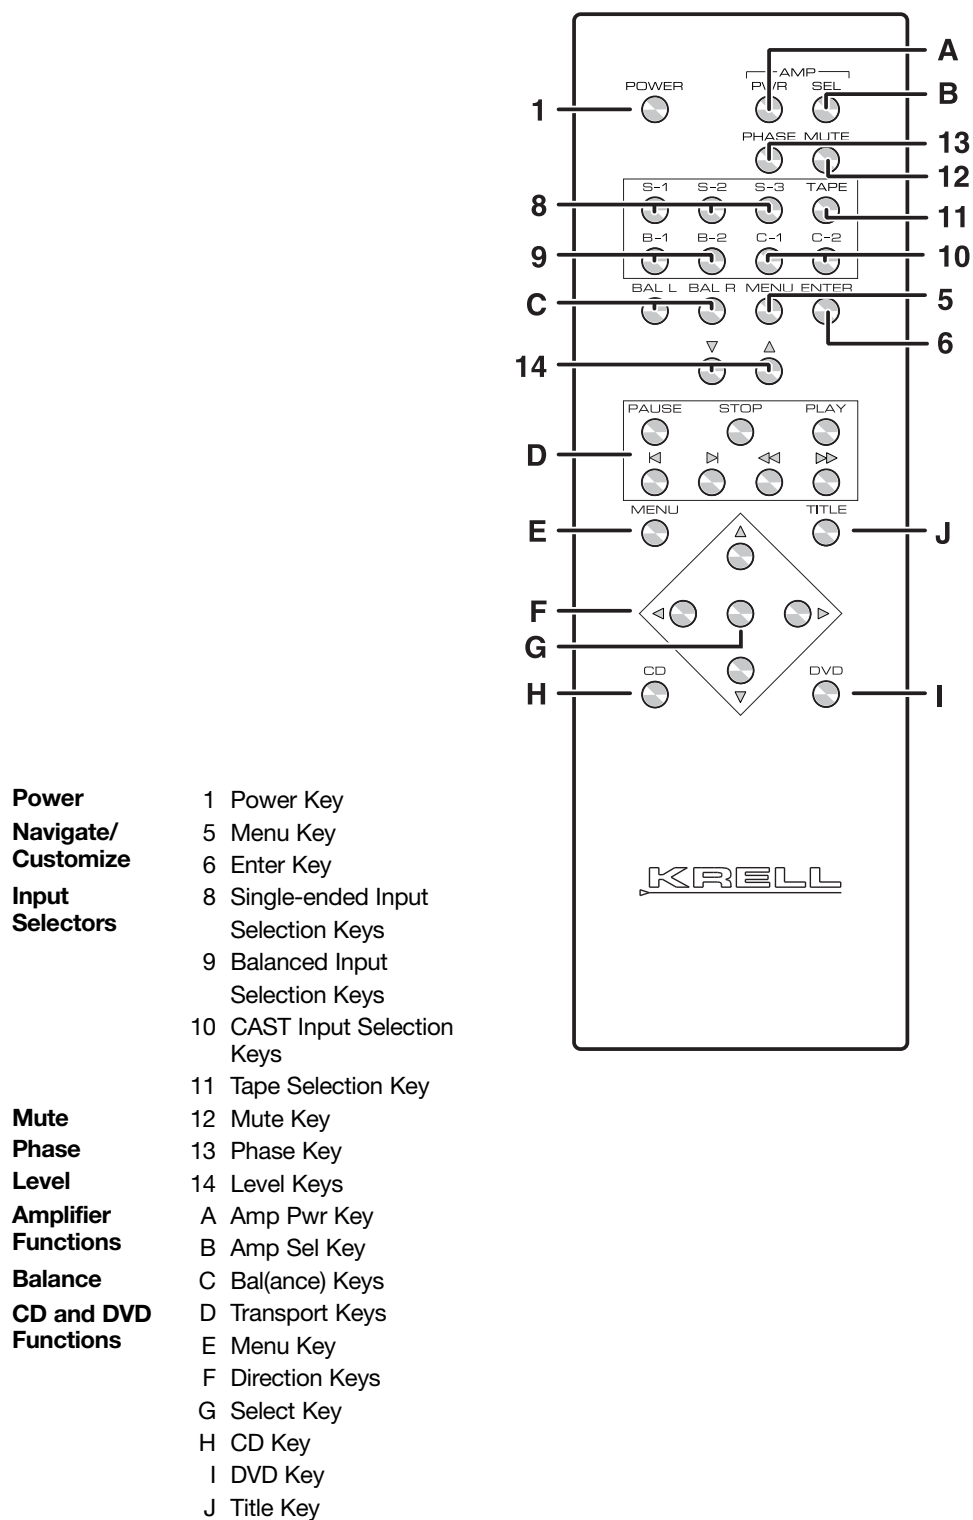 A
AMP
POWER PWR SEL
1 B
PHASE MUTE 13
12
S-1 S-2 S-3 TAPE
8 11
B-1 B-2 C-1 C-2
9 10
BAL L BAL R MENU ENTER 5
C
6
14
PAUSE STOP PLAY
D
MENU TITLE
E J
F
G
CD DVD
H I
KRELL
Power 1 Power Key
Navigate/ 5 Menu Key
Customize 6 Enter Key
Input 8 Single-ended Input
Selectors Selection Keys
9 Balanced Input
Selection Keys
10 CAST Input Selection
Keys
11 Tape Selection Key
Mute 12 Mute Key
Phase 13 Phase Key
Level 14 Level Keys
Amplifier A Amp Pwr Key
Functions B Amp Sel Key
Balance C Bal(ance) Keys
CD and DVD D Transport Keys
Functions E Menu Key
F Direction Keys
G Select Key
H CD Key
I DVD Key
J Title Key